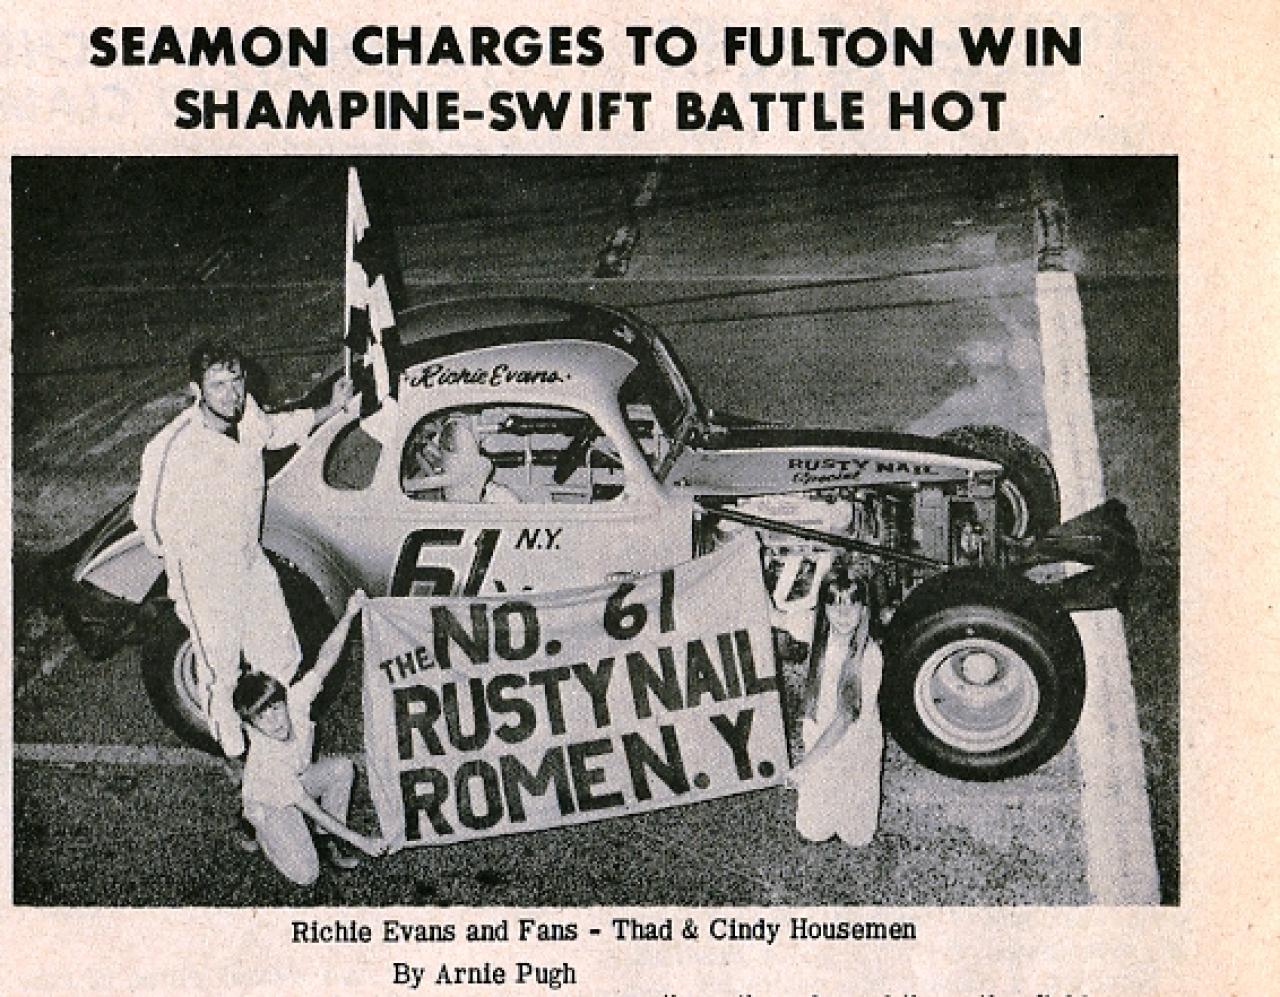 SEAMON CHARGES TO FULTON WIN
SHAMPINE-SWIFT BATTLE HOT
Richie Evans
RUSTY NAIL
Special
61 N.Y.
THE NO. 61
RUSTY NAIL
ROME N.Y.
Richie Evans and Fans - Thad & Cindy Housemen
By Arnie Pugh